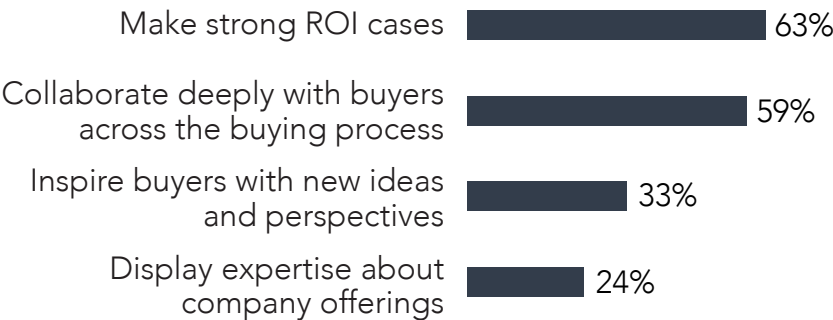 Make strong ROI cases 63%
Collaborate deeply with buyers
across the buying process 59%
Inspire buyers with new ideas
and perspectives 33%
Display expertise about
company offerings 24%